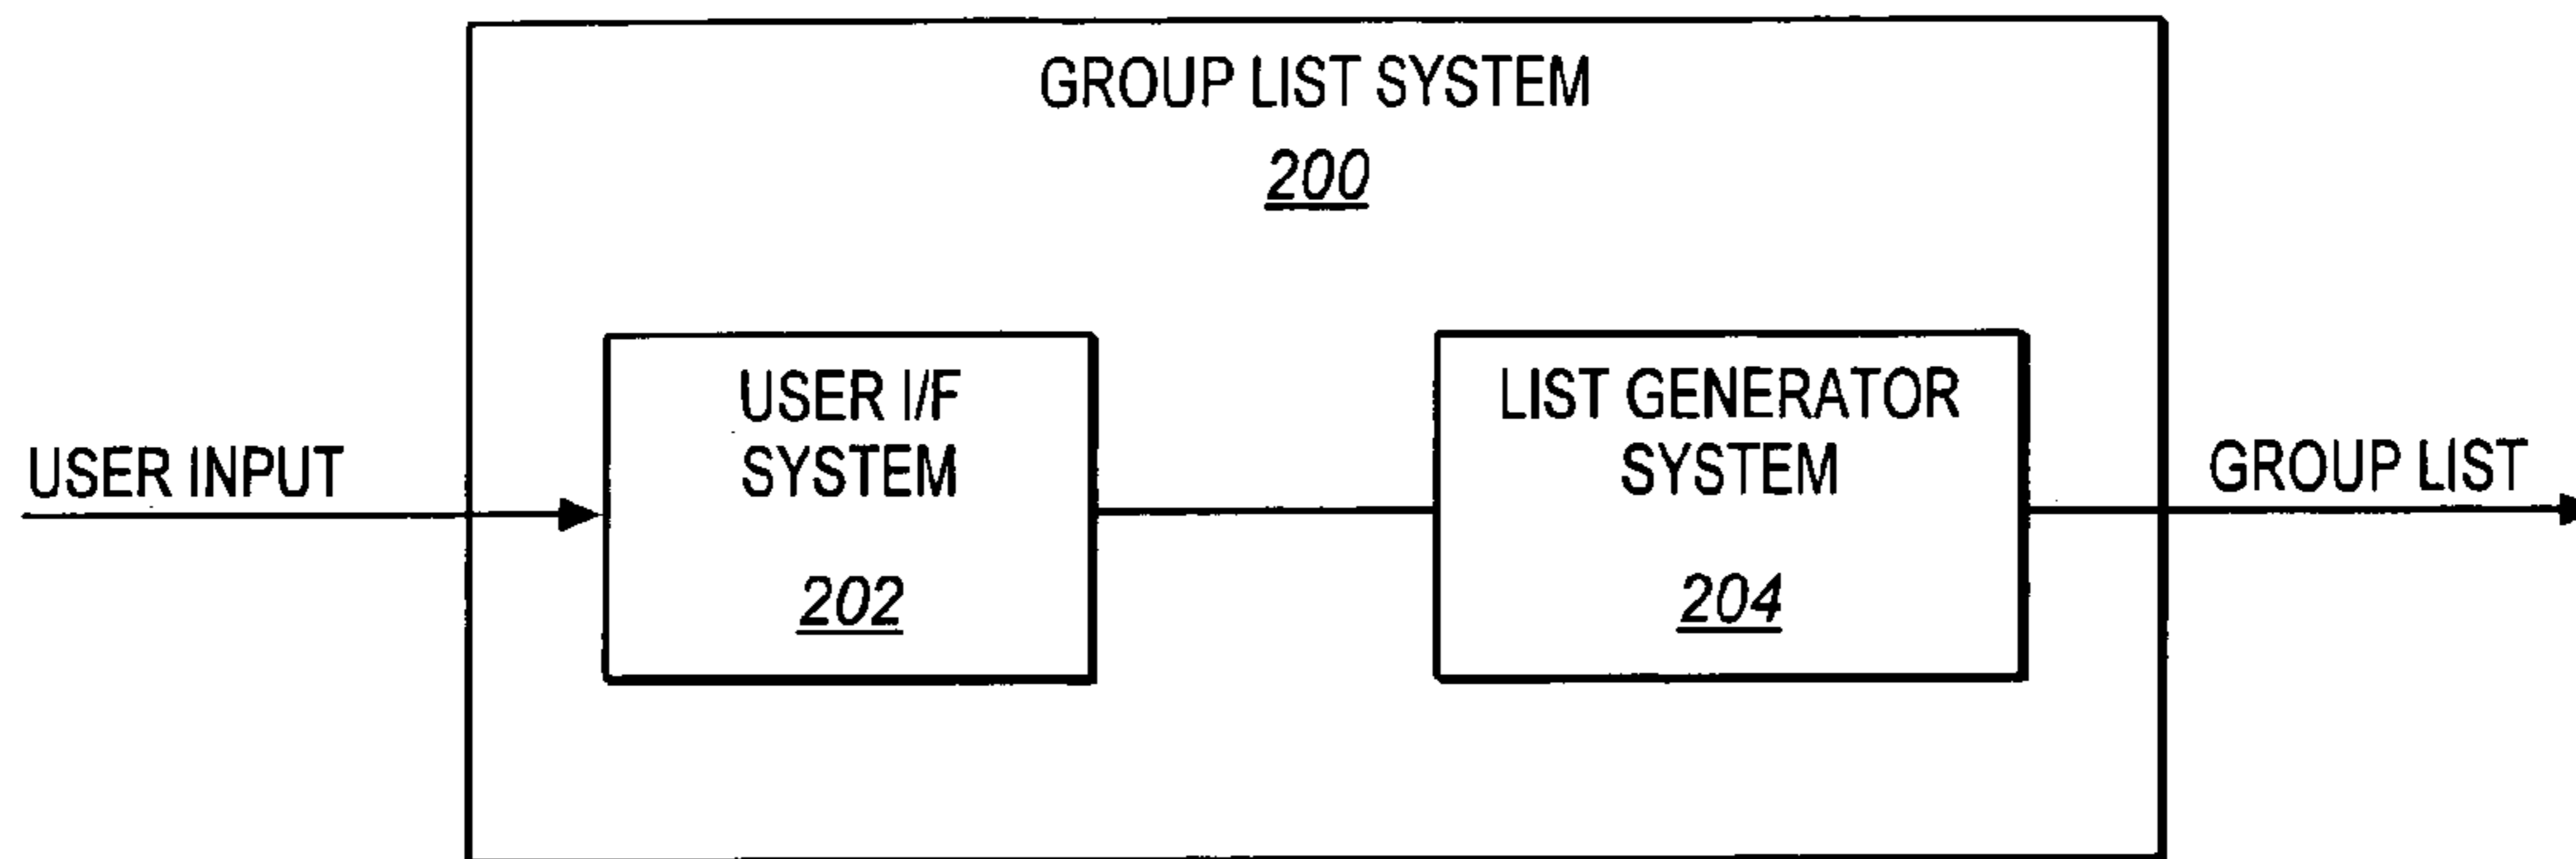 GROUP LIST SYSTEM
200
USER INPUT
USER I/F
SYSTEM
202
LIST GENERATOR
SYSTEM
204
GROUP LIST